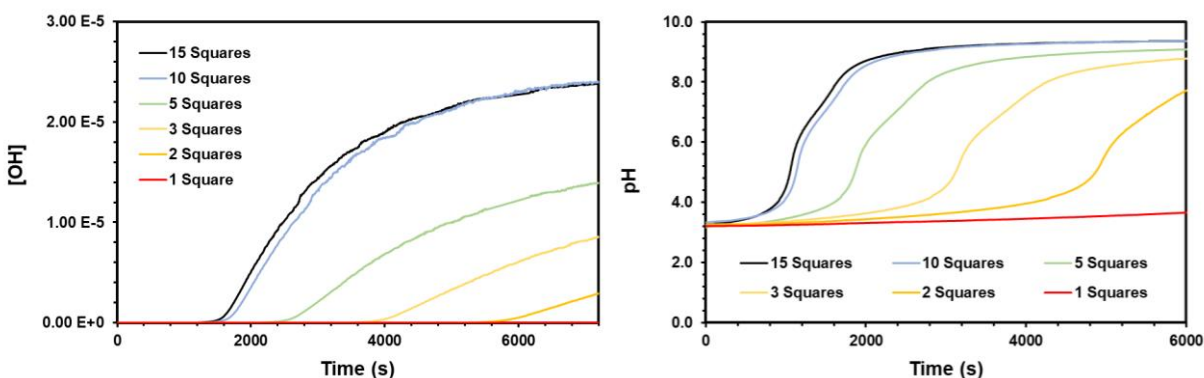 3.00 E-5
2.00 E-5
1.00 E-5
0.00 E+0
[OH]
15 Squares
10 Squares
5 Squares
3 Squares
2 Squares
1 Square
0 2000 4000 6000
Time (s)
10.0
8.0
6.0
4.0
2.0
0.0
pH
15 Squares 10 Squares 5 Squares
3 Squares 2 Squares 1 Squares
0 2000 4000 6000
Time (s)